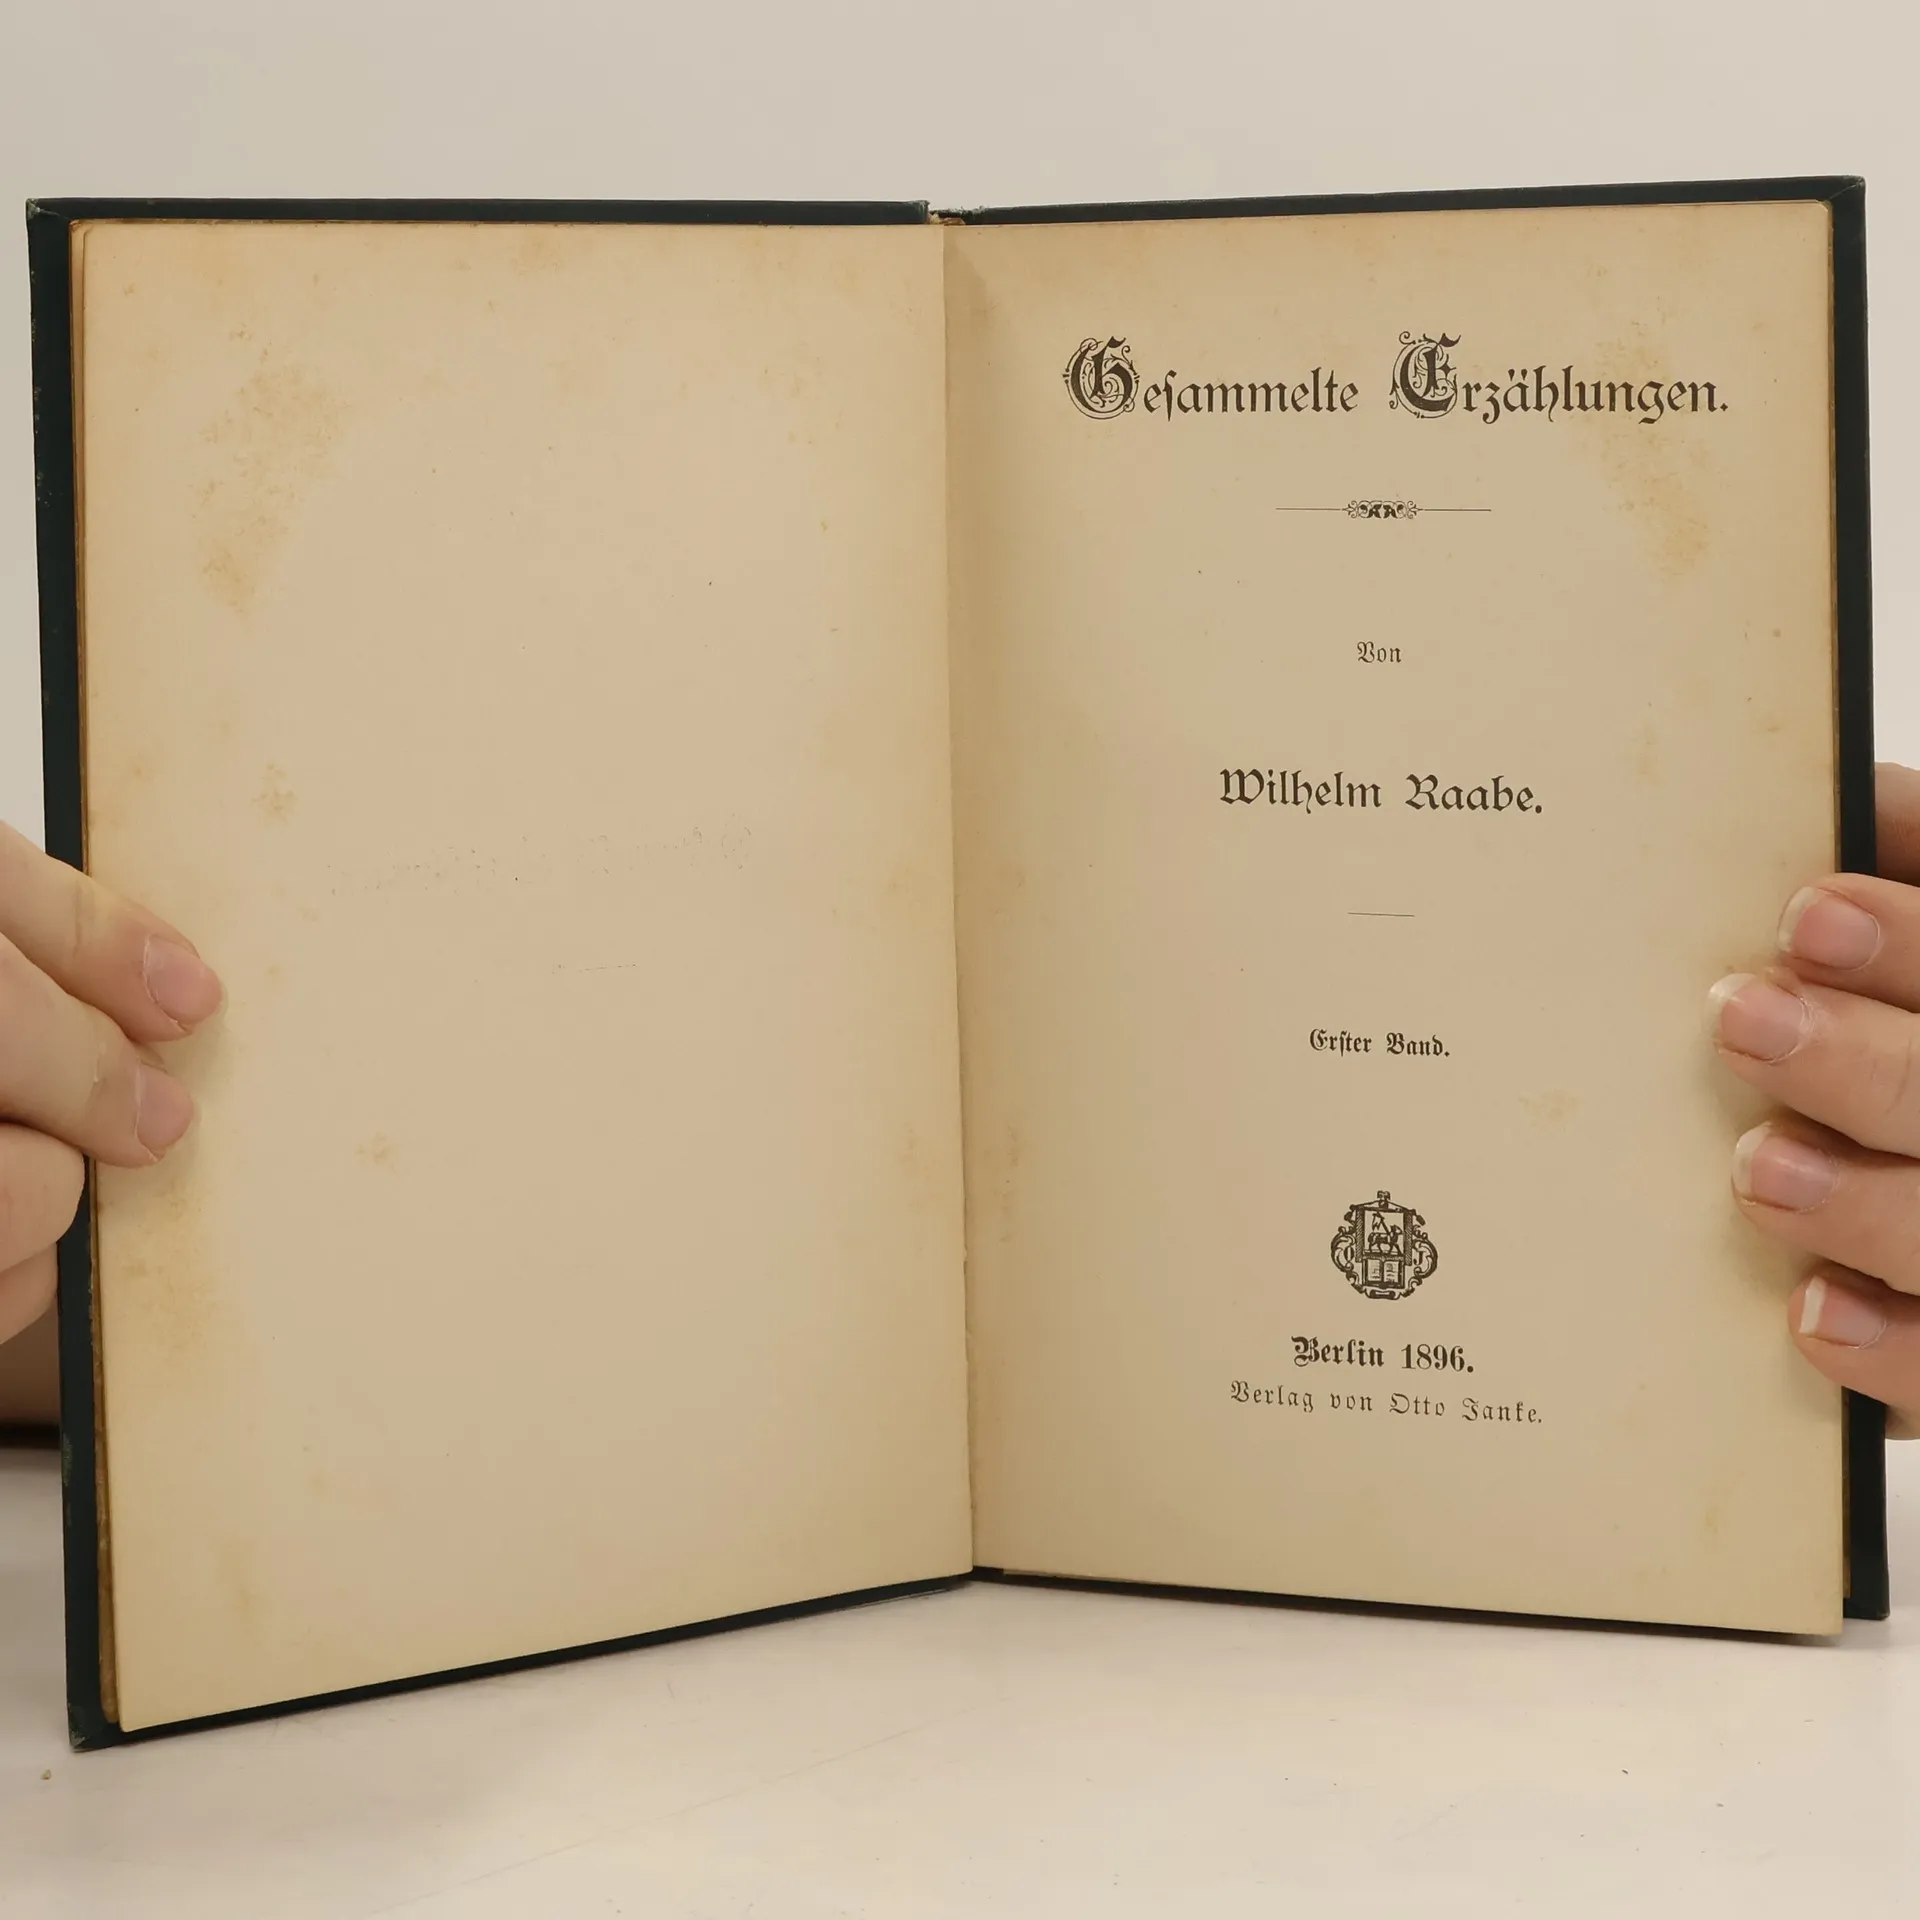 Geſammelte Erzählungen.
Von
Wilhelm Raabe.
Erſter Band.
O J
Berlin 1896.
Verlag von Otto Janke.